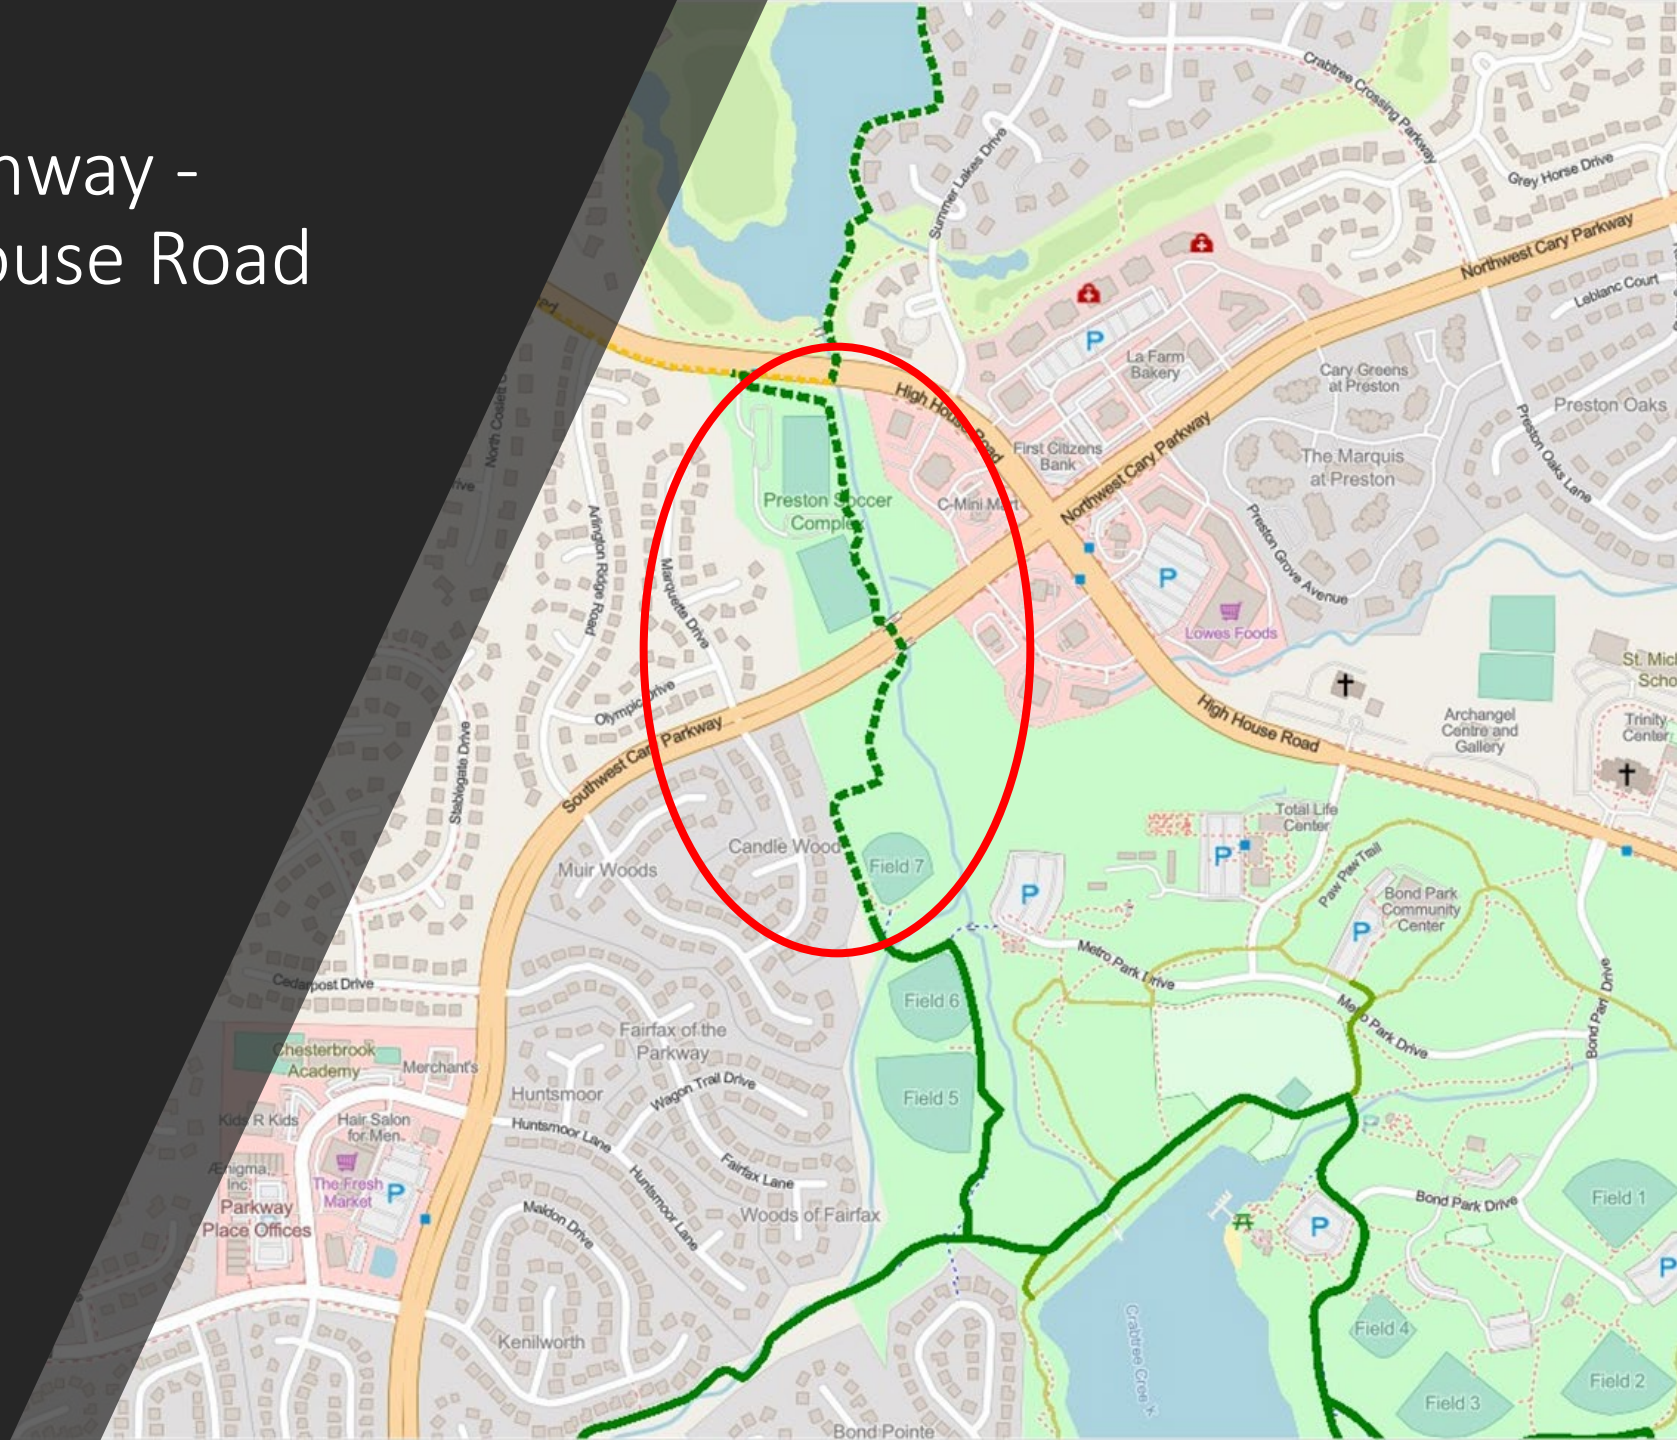 nway -
ouse Road
Crabtree Crossing Parkway
Grey Horse Drive
Summer Lakes Drive
Northwest Cary Parkway
Leblanc Court
La Farm
Bakery
P
Cary Greens
at Preston
Preston Oaks
High House Road
First Citizens
Bank
Northwest Cary Parkway
The Marquis
at Preston
Preston Oaks Lane
North Coslett
rive
Preston Soccer
Complex
C-Mini Mart
Arlington Ridge Road
Marquette Drive
P
Preston Grove Avenue
Lowes Foods
Olympic Drive
Southwest Cary Parkway
Stablegate Drive
High House Road
St. Mich
Scho
Archangel
Centre and
Gallery
Trinity
Center
Total Life
Center
Muir Woods
Candle Wood
Field 7
P
P
Paw Paw Trail
Bond Park
Community
Center
P
Metro Park Drive
Cedarpost Drive
Field 6
Metro Park Drive
Bond Park Drive
Fairfax of the
Parkway
Chesterbrook
Academy
Merchant's
Huntsmoor
Wagon Trail Drive
Field 5
Kids R Kids
Hair Salon
for Men
Huntsmoor Lane
Ænigma,
Inc.
The Fresh
Market
P
Parkway
Place Offices
Huntsmoor Lane
Fairfax Lane
Woods of Fairfax
Maldon Drive
Bond Park Drive
Field 1
P
P
Kenilworth
Crabtree Creek
Field 4
Field 2
Field 3
Bond Pointe